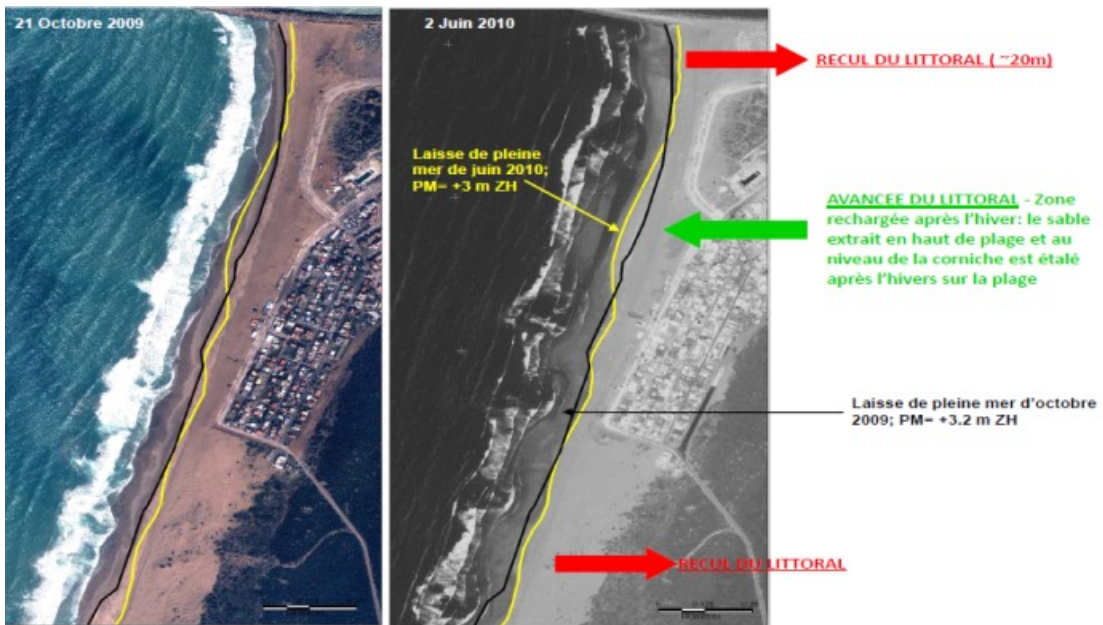 21 Octobre 2009
2 Juin 2010
RECUL DU LITTORAL ( ~20m)
Laisse de pleine
mer de juin 2010;
PM= +3 m ZH
AVANCEE DU LITTORAL - Zone
rechargée après l'hiver: le sable
extrait en haut de plage et au
niveau de la corniche est étalé
après l'hivers sur la plage
Laisse de pleine mer d'octobre
2009; PM= +3.2 m ZH
RECUL DU LITTORAL